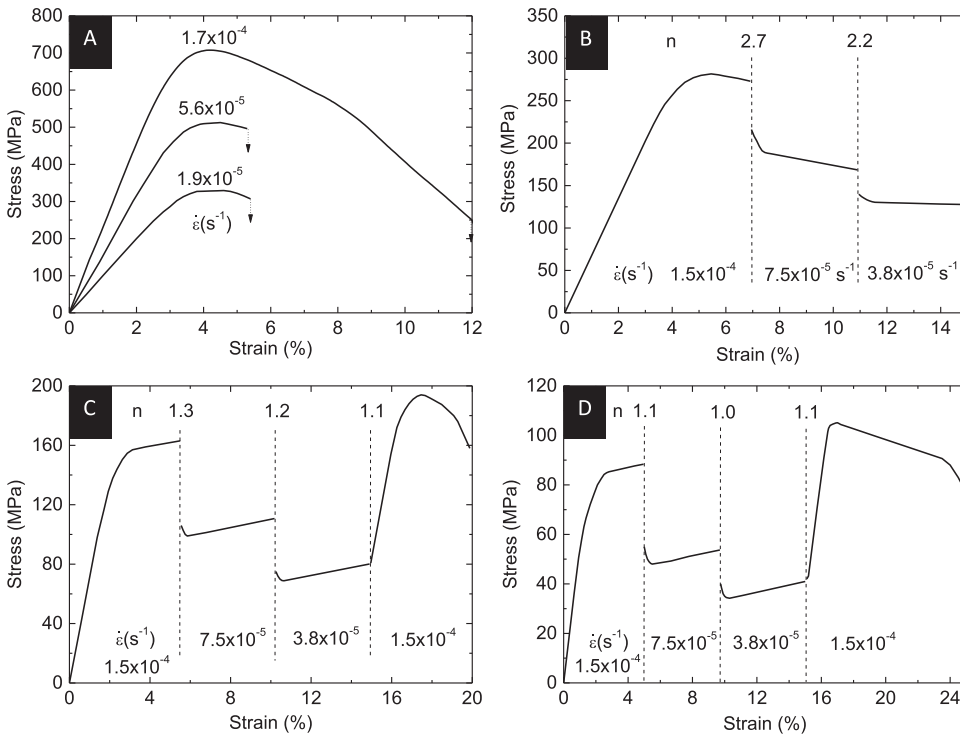 A
800
700
600
500
400
300
200
100
0
Stress (MPa)
1.7x10⁻⁴
5.6x10⁻⁵
1.9x10⁻⁵
ε̇(s⁻¹)
0 2 4 6 8 10 12
Strain (%)
B
350
300
250
200
150
100
50
0
Stress (MPa)
n 2.7 2.2
ε̇(s⁻¹) 1.5x10⁻⁴ 7.5x10⁻⁵ s⁻¹ 3.8x10⁻⁵ s⁻¹
0 2 4 6 8 10 12 14
Strain (%)
C
200
160
120
80
40
0
Stress (MPa)
n 1.3 1.2 1.1
ε̇(s⁻¹)
1.5x10⁻⁴ 7.5x10⁻⁵ 3.8x10⁻⁵ 1.5x10⁻⁴
0 4 8 12 16 20
Strain (%)
D
120
100
80
60
40
20
0
Stress (MPa)
n 1.1 1.0 1.1
ε̇(s⁻¹)
1.5x10⁻⁴ 7.5x10⁻⁵ 3.8x10⁻⁵ 1.5x10⁻⁴
0 4 8 12 16 20 24
Strain (%)